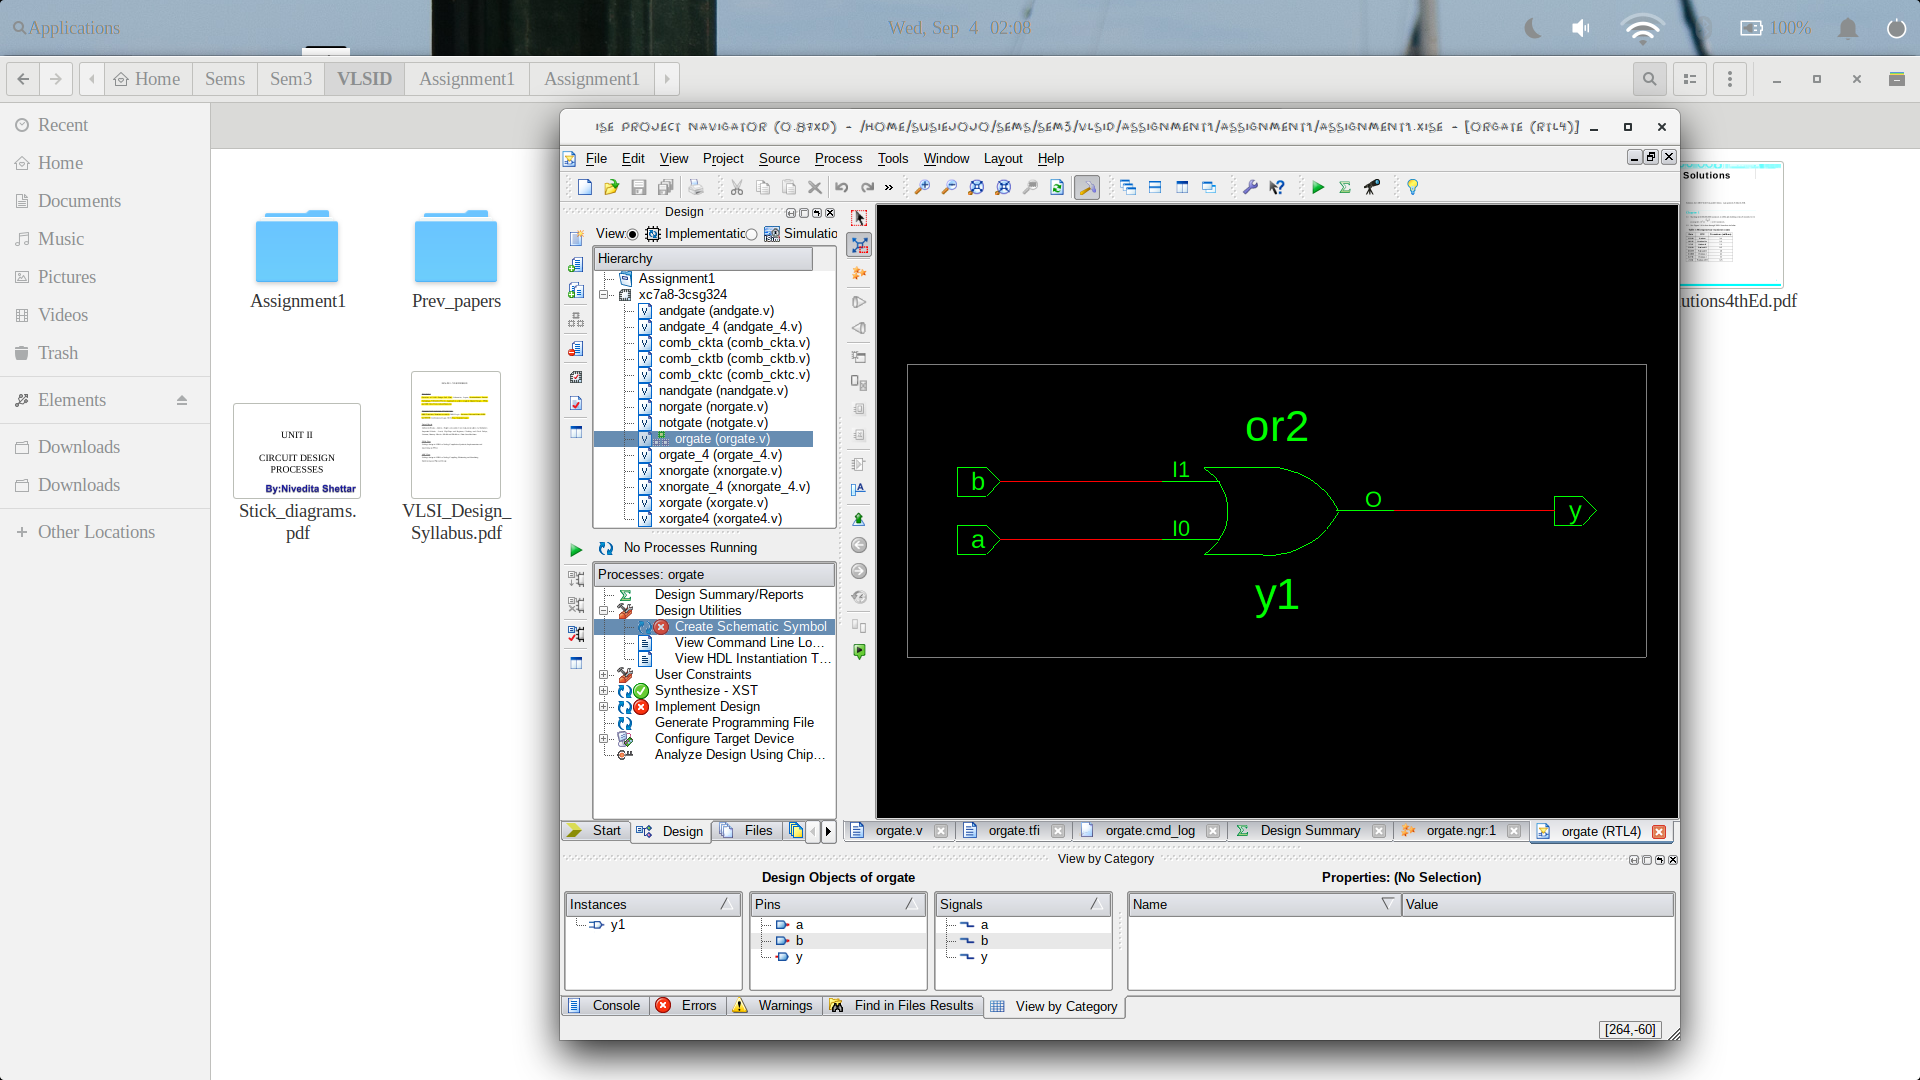 Applications
Wed, Sep 4 02:08
100%
Home
Sems
Sem3
VLSID
Assignment1
Assignment1
Recent
Home
Documents
Music
Pictures
Videos
Trash
Elements
Downloads
Downloads
Other Locations
Assignment1
Prev_papers
UNIT II
CIRCUIT DESIGN
PROCESSES
By:Nivedita Shettar
Stick_diagrams.
pdf
VLSI_Design_
Syllabus.pdf
Solutions
utions4thEd.pdf
ISE PROJECT NAVIGATOR (O.87XD) - /HOME/SUSIEJOJO/SEMS/SEM3/VLSID/ASSIGNMENT1/ASSIGNMENT1/ASSIGNMENT1.XISE - [ORGATE (RTL4)]
File Edit View Project Source Process Tools Window Layout Help
Design
View: Implementatic Simulatio
Hierarchy
Assignment1
xc7a8-3csg324
andgate (andgate.v)
andgate_4 (andgate_4.v)
comb_ckta (comb_ckta.v)
comb_cktb (comb_cktb.v)
comb_cktc (comb_cktc.v)
nandgate (nandgate.v)
norgate (norgate.v)
notgate (notgate.v)
orgate (orgate.v)
orgate_4 (orgate_4.v)
xnorgate (xnorgate.v)
xnorgate_4 (xnorgate_4.v)
xorgate (xorgate.v)
xorgate4 (xorgate4.v)
No Processes Running
Processes: orgate
Design Summary/Reports
Design Utilities
Create Schematic Symbol
View Command Line Lo...
View HDL Instantiation T...
User Constraints
Synthesize - XST
Implement Design
Generate Programming File
Configure Target Device
Analyze Design Using Chip...
Start
Design
Files
or2
b
I1
O
y
a
I0
y1
orgate.v
orgate.tfi
orgate.cmd_log
Design Summary
orgate.ngr:1
orgate (RTL4)
View by Category
Design Objects of orgate
Properties: (No Selection)
Instances
y1
Pins
a
b
y
Signals
a
b
y
Name
Value
Console
Errors
Warnings
Find in Files Results
View by Category
[264,-60]